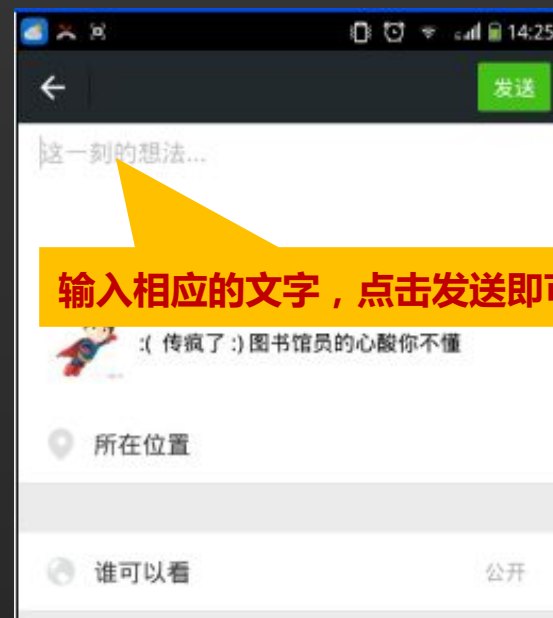 14:25
发送
这一刻的想法...
输入相应的文字，点击发送即可
:( 传疯了 :) 图书馆员的心酸你不懂
所在位置
谁可以看 公开